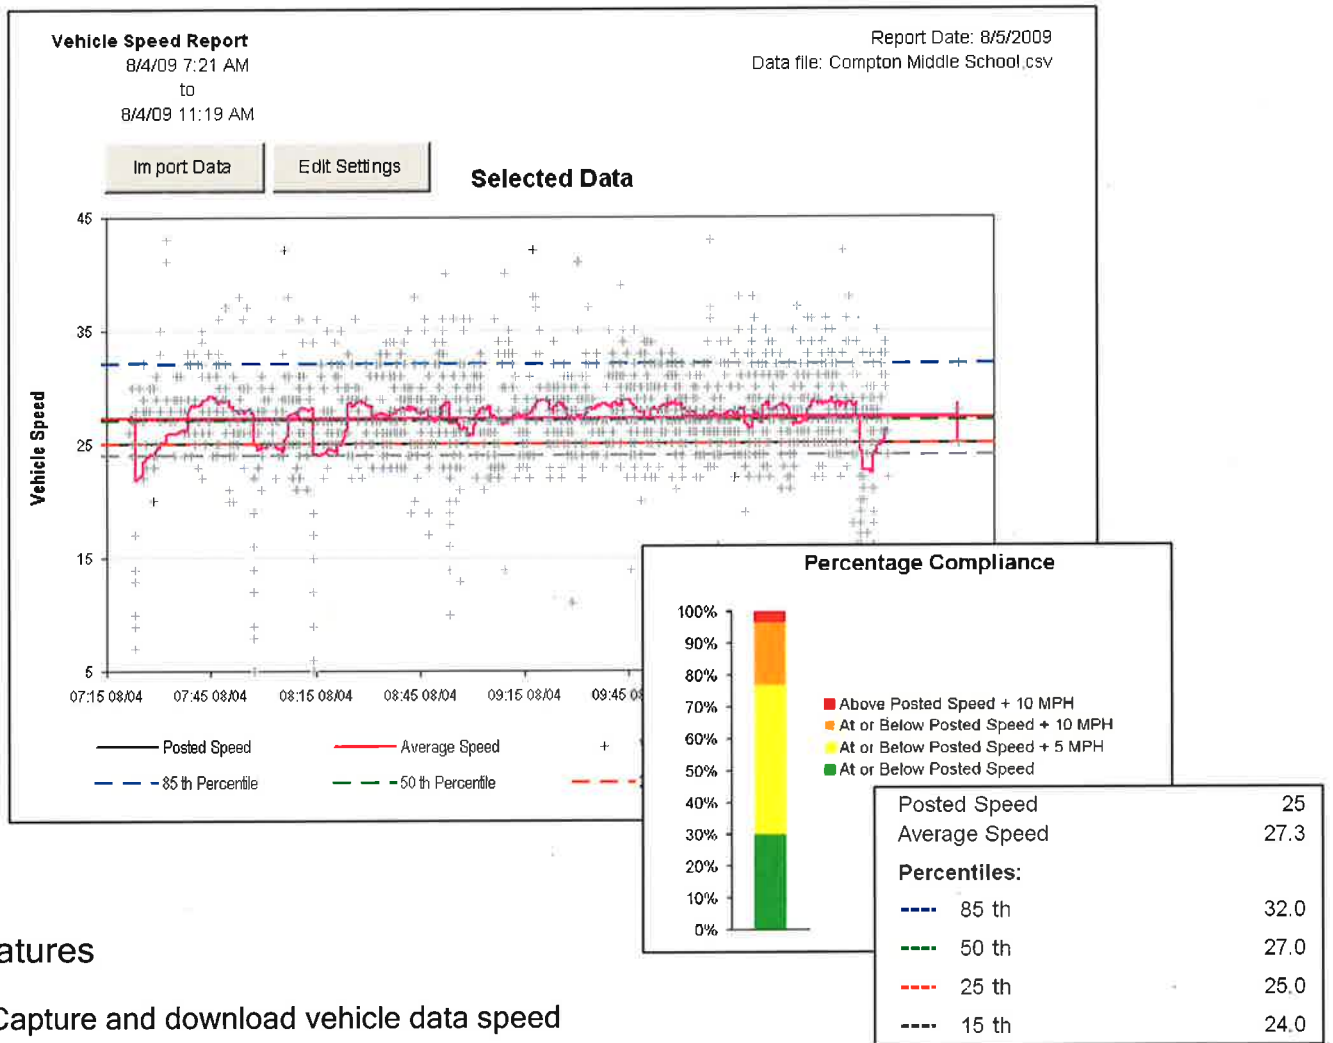 Vehicle Speed Report
8/4/09 7:21 AM
to
8/4/09 11:19 AM
Report Date: 8/5/2009
Data file: Compton Middle School.csv
Import Data
Edit Settings
Selected Data
Vehicle Speed
45
35
25
15
5
07:15 08/04
07:45 08/04
08:15 08/04
08:45 08/04
09:15 08/04
09:45 08
Posted Speed
Average Speed
85 th Percentile
50 th Percentile
Percentage Compliance
100%
90%
80%
70%
60%
50%
40%
30%
20%
10%
0%
Above Posted Speed + 10 MPH
At or Below Posted Speed + 10 MPH
At or Below Posted Speed + 5 MPH
At or Below Posted Speed
Posted Speed 25
Average Speed 27.3
Percentiles:
85 th 32.0
50 th 27.0
25 th 25.0
15 th 24.0
atures
Capture and download vehicle data speed